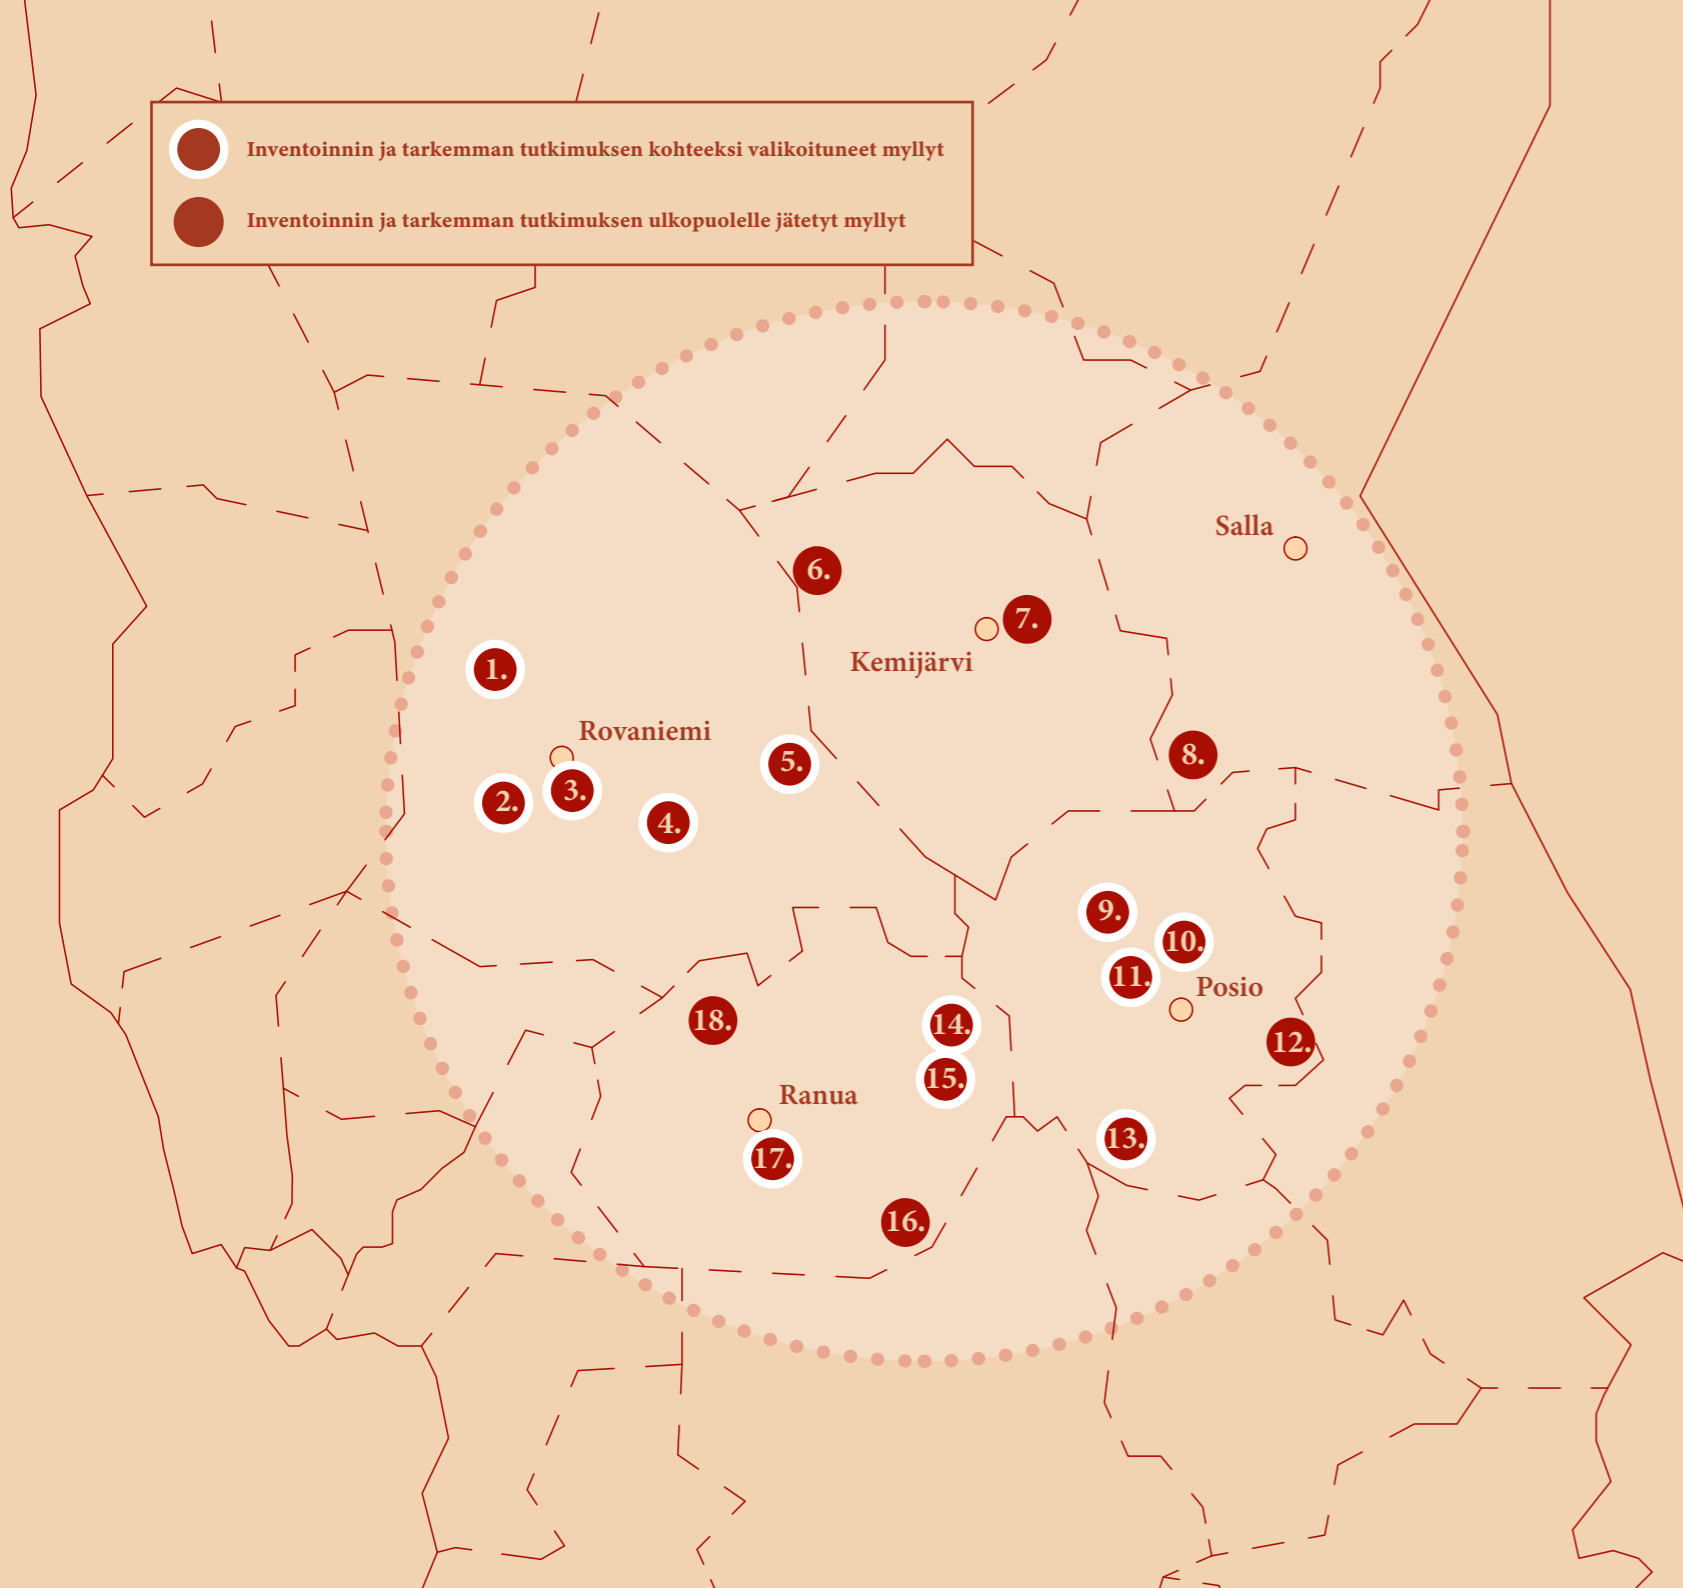 Inventoinnin ja tarkemman tutkimuksen kohteeksi valikoituneet myllyt
Inventoinnin ja tarkemman tutkimuksen ulkopuolelle jätetyt myllyt
Salla
6.
7.
Kemijärvi
1.
Rovaniemi
5.
8.
2.
3.
4.
9.
10.
11.
Posio
18.
14.
12.
15.
Ranua
13.
17.
16.